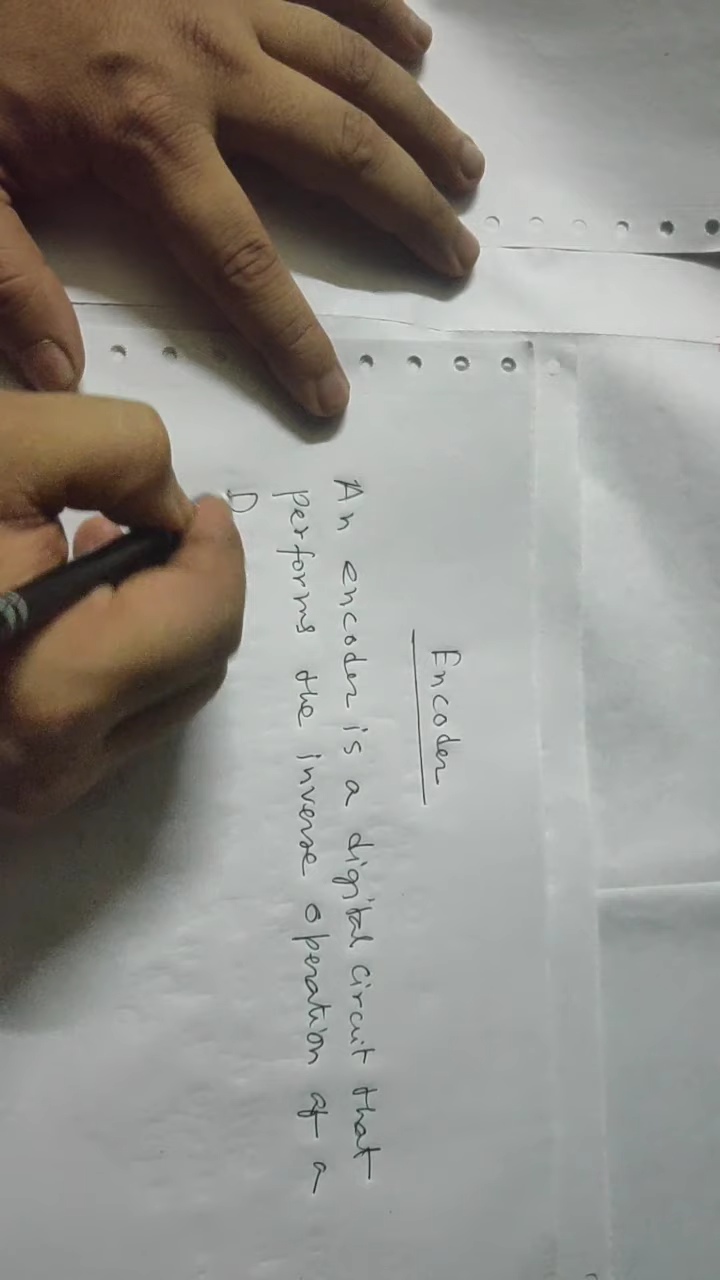 Encoder
An encoder is a digital circuit that
performs the inverse operation of a
D